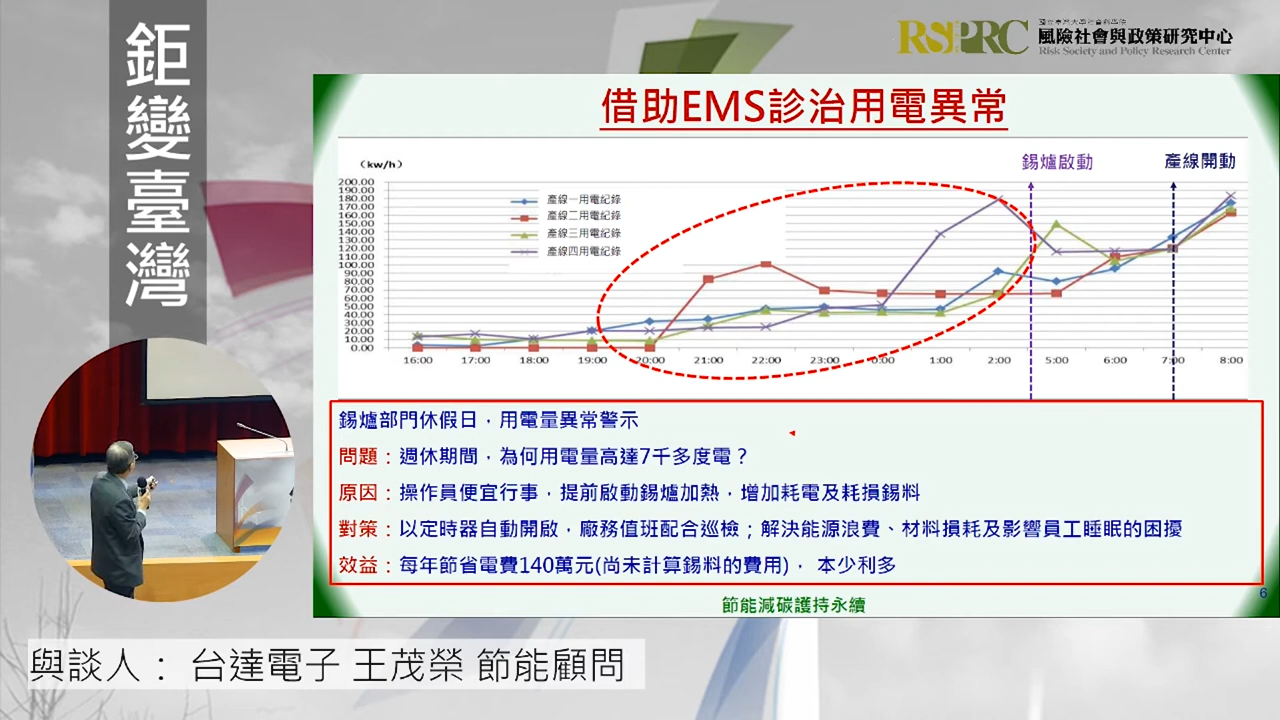 鉅變臺灣
RSPRC
風險社會與政策研究中心
Risk Society and Policy Research Center
借助EMS診治用電異常
(kw/h)
錫爐啟動
產線開動
200.00
190.00
180.00
170.00
160.00
150.00
140.00
130.00
120.00
110.00
100.00
90.00
80.00
70.00
60.00
50.00
40.00
30.00
20.00
10.00
0.00
產線一用電紀錄
產線二用電紀錄
產線三用電紀錄
產線四用電紀錄
16:00 17:00 18:00 19:00 20:00 21:00 22:00 23:00 0:00 1:00 2:00 5:00 6:00 7:00 8:00
錫爐部門休假日，用電量異常警示
問題：週休期間，為何用電量高達7千多度電？
原因：操作員便宜行事，提前啟動錫爐加熱，增加耗電及耗損錫料
對策：以定時器自動開啟，廠務值班配合巡檢；解決能源浪費、材料損耗及影響員工睡眠的困擾
效益：每年節省電費140萬元(尚未計算錫料的費用)， 本少利多
節能減碳護持永續
6
與談人： 台達電子 王茂榮 節能顧問